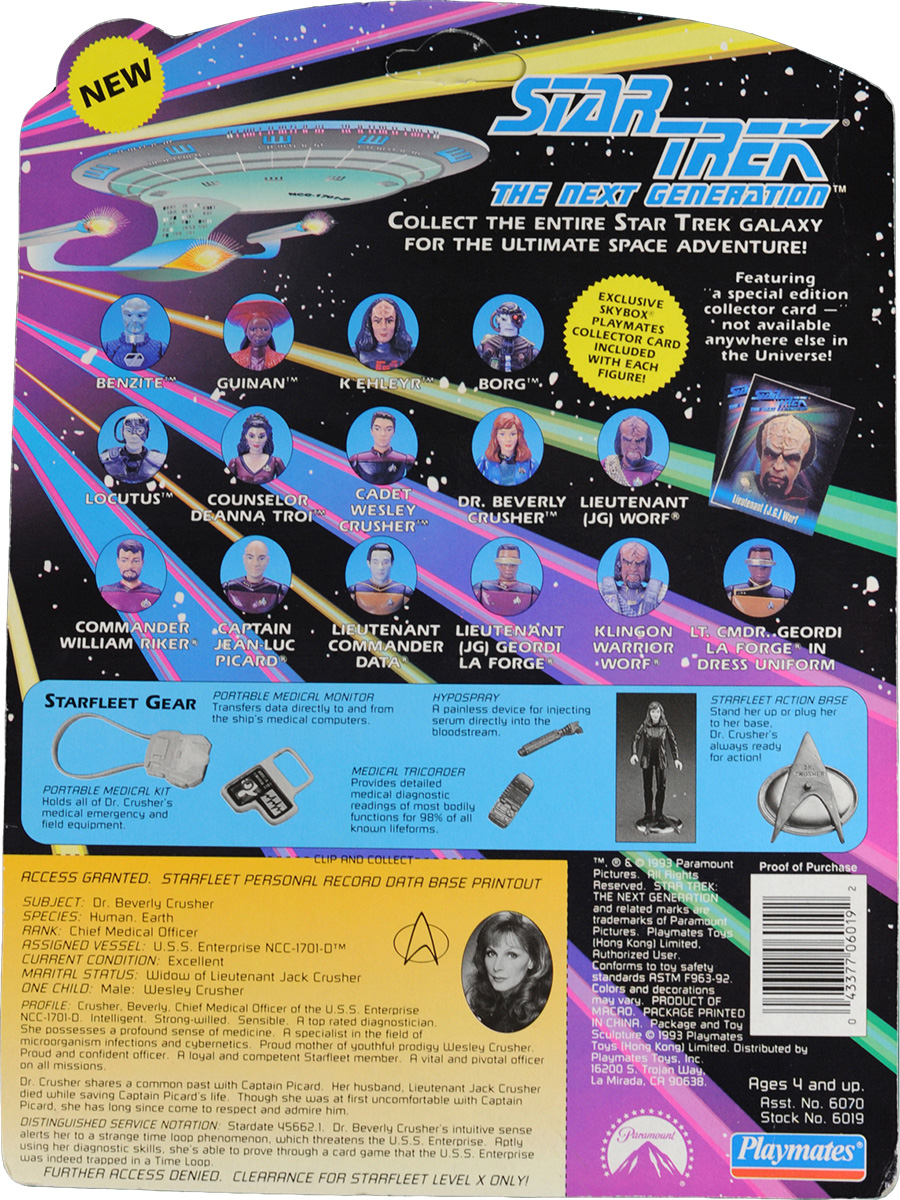 NEW
STAR
TREK®
THE NEXT GENERATION™
COLLECT THE ENTIRE STAR TREK GALAXY
FOR THE ULTIMATE SPACE ADVENTURE!
BENZITE™
GUINAN™
K'EHLEYR™
BORG™
EXCLUSIVE
SKYBOX®
PLAYMATES
COLLECTOR CARD
INCLUDED
WITH EACH
FIGURE!
Featuring
a special edition
collector card —
not available
anywhere else in
the Universe!
LOCUTUS™
COUNSELOR
DEANNA TROI™
CADET
WESLEY
CRUSHER™
DR. BEVERLY
CRUSHER™
LIEUTENANT
(JG) WORF®
STAR TREK
Lieutenant (J.G.) Worf
COMMANDER
WILLIAM RIKER®
CAPTAIN
JEAN-LUC
PICARD®
LIEUTENANT
COMMANDER
DATA®
LIEUTENANT
(JG) GEORDI
LA FORGE®
KLINGON
WARRIOR
WORF®
LT. CMDR. GEORDI
LA FORGE® IN
DRESS UNIFORM
STARFLEET GEAR
PORTABLE MEDICAL MONITOR
Transfers data directly to and from
the ship's medical computers.
HYPOSPRAY
A painless device for injecting
serum directly into the
bloodstream.
STARFLEET ACTION BASE
Stand her up or plug her
to her base,
Dr. Crusher's
always ready
for action!
DR.
CRUSHER
PORTABLE MEDICAL KIT
Holds all of Dr. Crusher's
medical emergency and
field equipment.
MEDICAL TRICORDER
Provides detailed
medical diagnostic
readings of most bodily
functions for 98% of all
known lifeforms.
CLIP AND COLLECT
ACCESS GRANTED. STARFLEET PERSONAL RECORD DATA BASE PRINTOUT
SUBJECT: Dr. Beverly Crusher
SPECIES: Human, Earth
RANK: Chief Medical Officer
ASSIGNED VESSEL: U.S.S. Enterprise NCC-1701-D™
CURRENT CONDITION: Excellent
MARITAL STATUS: Widow of Lieutenant Jack Crusher
ONE CHILD: Male: Wesley Crusher
PROFILE: Crusher, Beverly, Chief Medical Officer of the U.S.S. Enterprise
NCC-1701-D. Intelligent. Strong-willed. Sensible. A top rated diagnostician.
She possesses a profound sense of medicine. A specialist in the field of
microorganism infections and cybernetics. Proud mother of youthful prodigy Wesley Crusher.
Proud and confident officer. A loyal and competent Starfleet member. A vital and pivotal officer
on all missions.
Dr. Crusher shares a common past with Captain Picard. Her husband, Lieutenant Jack Crusher
died while saving Captain Picard's life. Though she was at first uncomfortable with Captain
Picard, she has long since come to respect and admire him.
DISTINGUISHED SERVICE NOTATION: Stardate 45662.1. Dr. Beverly Crusher's intuitive sense
alerts her to a strange time loop phenomenon, which threatens the U.S.S. Enterprise. Aptly
using her diagnostic skills, she's able to prove through a card game that the U.S.S. Enterprise
was indeed trapped in a Time Loop.
FURTHER ACCESS DENIED. CLEARANCE FOR STARFLEET LEVEL X ONLY!
™, ® & © 1993 Paramount
Pictures. All Rights
Reserved. STAR TREK:
THE NEXT GENERATION
and related marks are
trademarks of Paramount
Pictures. Playmates Toys
(Hong Kong) Limited,
Authorized User.
Conforms to toy safety
standards ASTM F963-92.
Colors and decorations
may vary. PRODUCT OF
MACAO. PACKAGE PRINTED
IN CHINA. Package and Toy
Sculpture © 1993 Playmates
Toys (Hong Kong) Limited. Distributed by
Playmates Toys, Inc.
16200 S. Trojan Way,
La Mirada, CA 90638.
Paramount
Proof of Purchase
0 43377 06019 2
Ages 4 and up.
Asst. No. 6070
Stock No. 6019
Playmates®